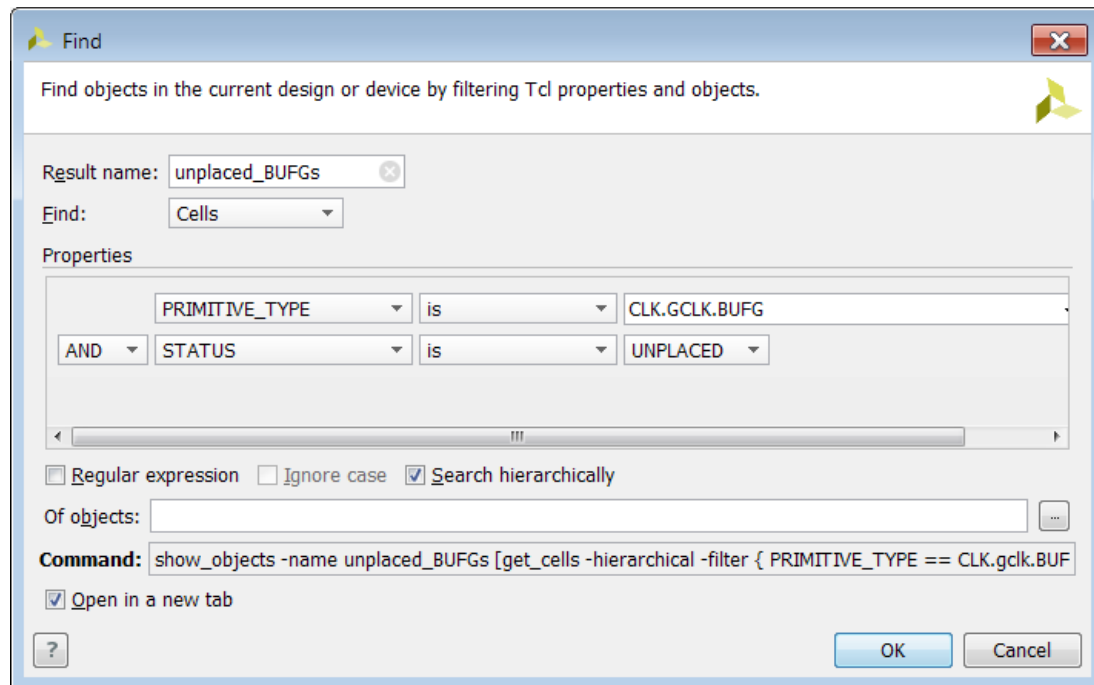 Find
Find objects in the current design or device by filtering Tcl properties and objects.
Result name: unplaced_BUFGs
Find: Cells
Properties
PRIMITIVE_TYPE is CLK.GCLK.BUFG
AND STATUS is UNPLACED
Regular expression Ignore case Search hierarchically
Of objects: ...
Command: show_objects -name unplaced_BUFGs [get_cells -hierarchical -filter { PRIMITIVE_TYPE == CLK.gclk.BUF
Open in a new tab
? OK Cancel